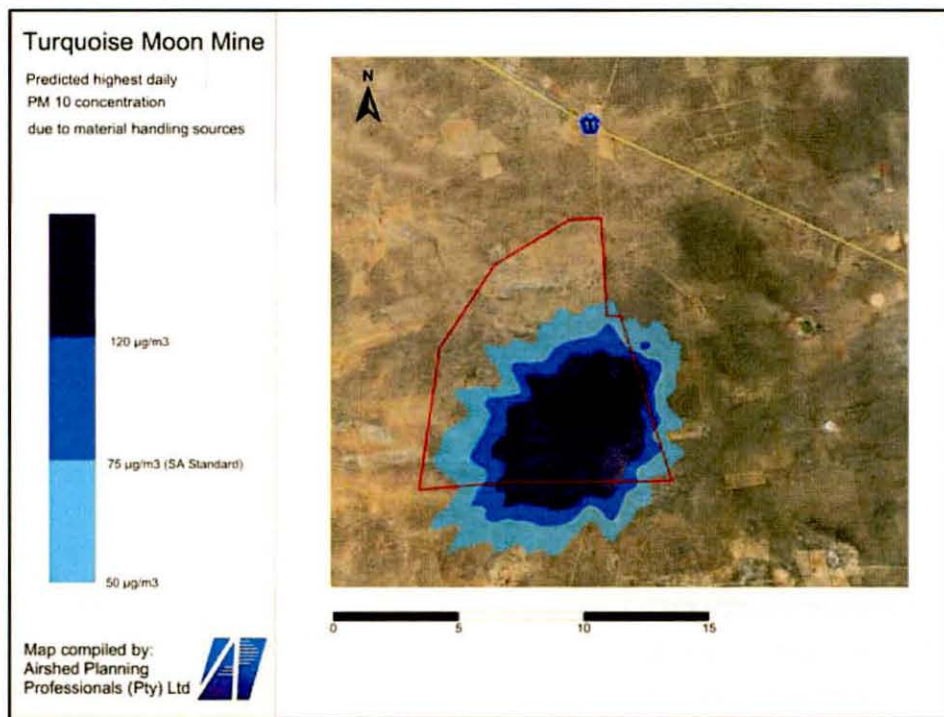 Turquoise Moon Mine
Predicted highest daily
PM 10 concentration
due to material handling sources
120 µg/m3
75 µg/m3 (SA Standard)
50 µg/m3
Map compiled by:
Airshed Planning
Professionals (Pty) Ltd
N
11
0 5 10 15